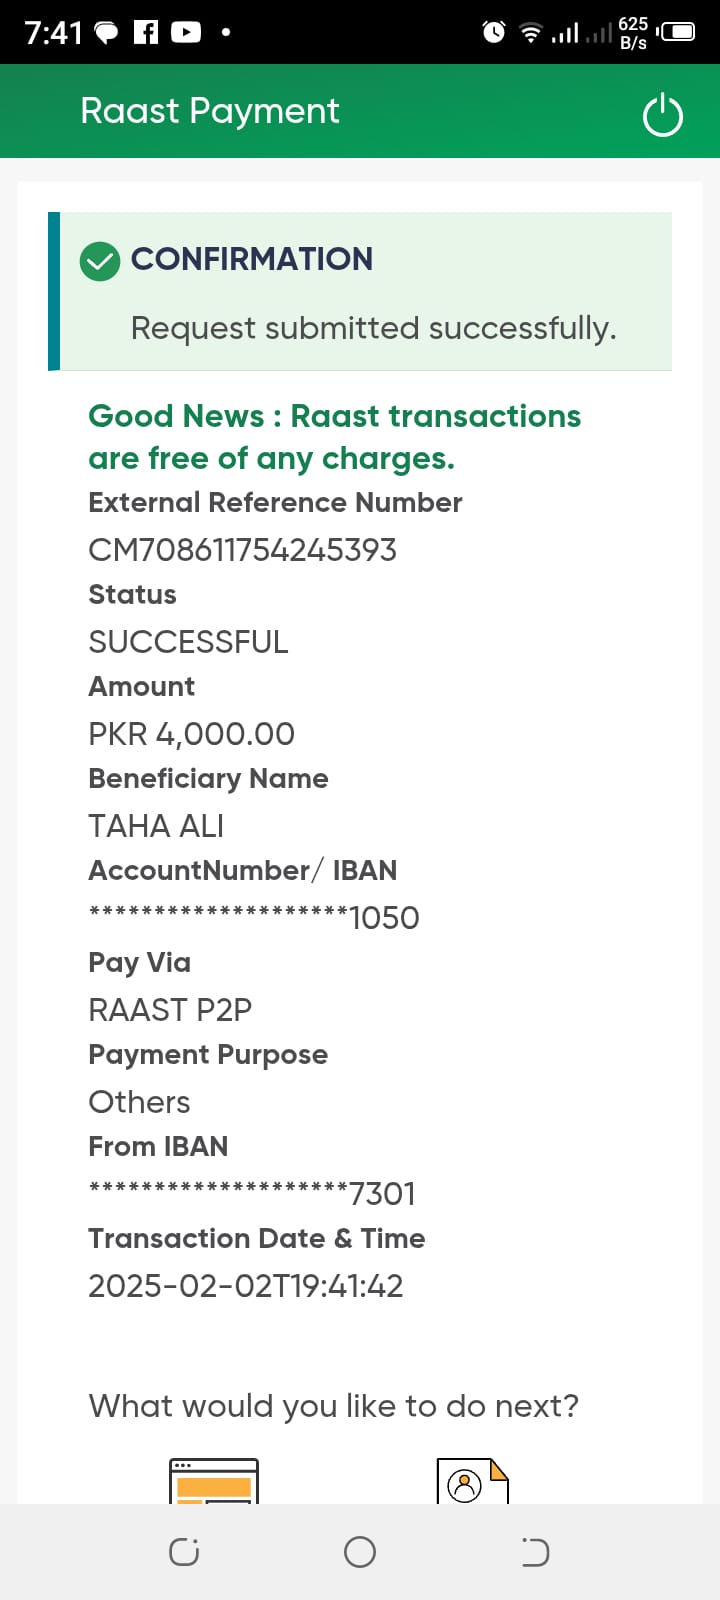 7:41
625
B/s
Raast Payment
CONFIRMATION
Request submitted successfully.
Good News : Raast transactions
are free of any charges.
External Reference Number
CM708611754245393
Status
SUCCESSFUL
Amount
PKR 4,000.00
Beneficiary Name
TAHA ALI
AccountNumber/ IBAN
********************1050
Pay Via
RAAST P2P
Payment Purpose
Others
From IBAN
********************7301
Transaction Date & Time
2025-02-02T19:41:42
What would you like to do next?